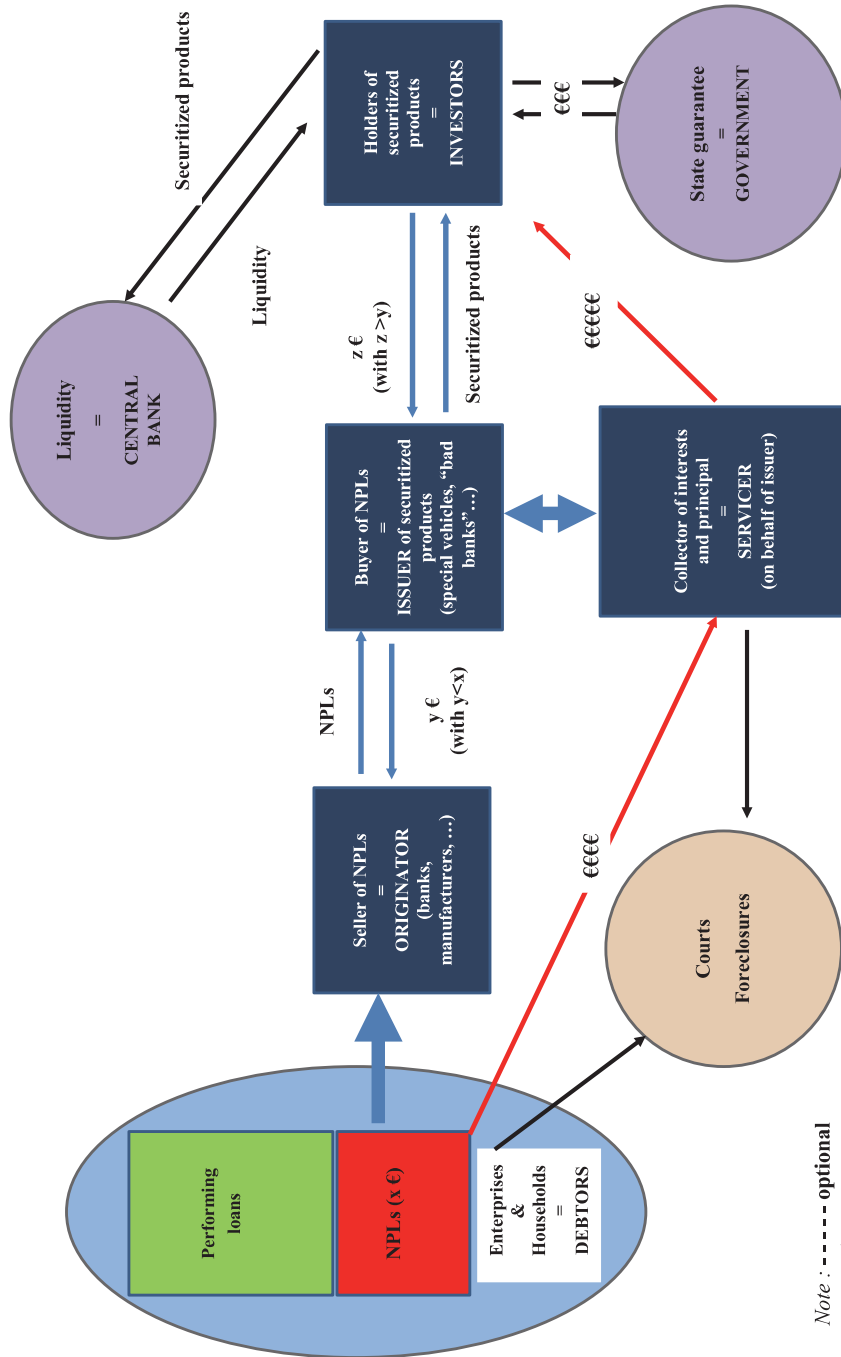 Performing
loans
NPLs (x €)
Enterprises
&
Households
=
DEBTORS
Seller of NPLs
=
ORIGINATOR
(banks,
manufacturers, …)
NPLs
y €
(with y<x)
Buyer of NPLs
=
ISSUER of securitized
products
(special vehicles, “bad
banks”…)
z €
(with z >y)
Securitized products
Holders of
securitized
products
=
INVESTORS
Liquidity
=
CENTRAL
BANK
Securitized products
Liquidity
€€€
State guarantee
=
GOVERNMENT
€€€€€
Collector of interests
and principal
=
SERVICER
(on behalf of issuer)
€€€€
Courts
Foreclosures
Note : - - - - - optional